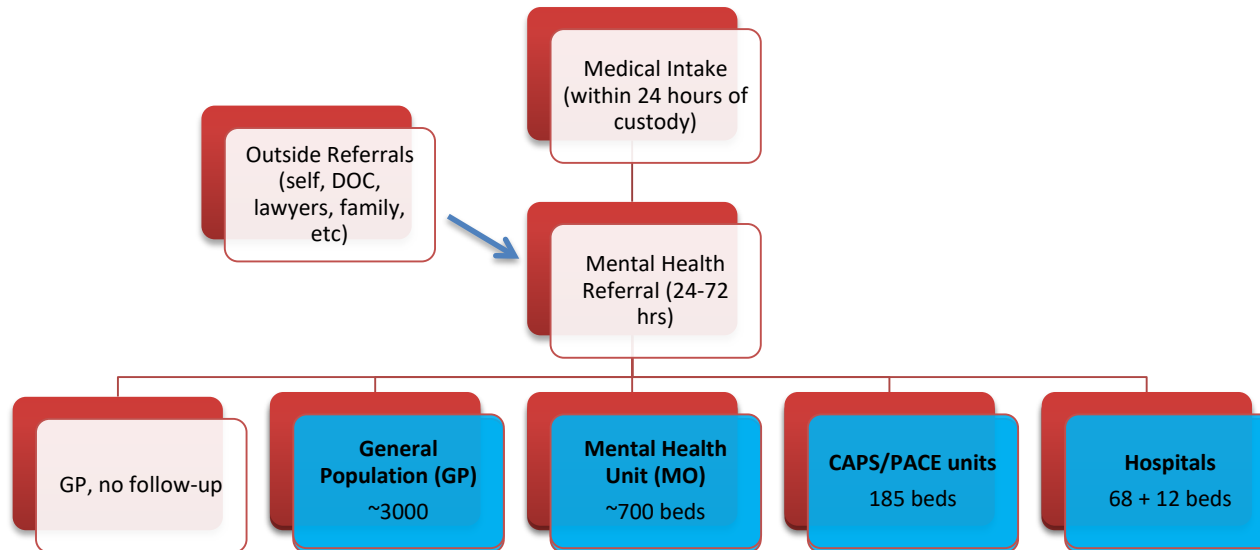 Medical Intake
(within 24 hours of
custody)
Outside Referrals
(self, DOC,
lawyers, family,
etc)
Mental Health
Referral (24-72
hrs)
GP, no follow-up
General
Population (GP)
~3000
Mental Health
Unit (MO)
~700 beds
CAPS/PACE units
185 beds
Hospitals
68 + 12 beds